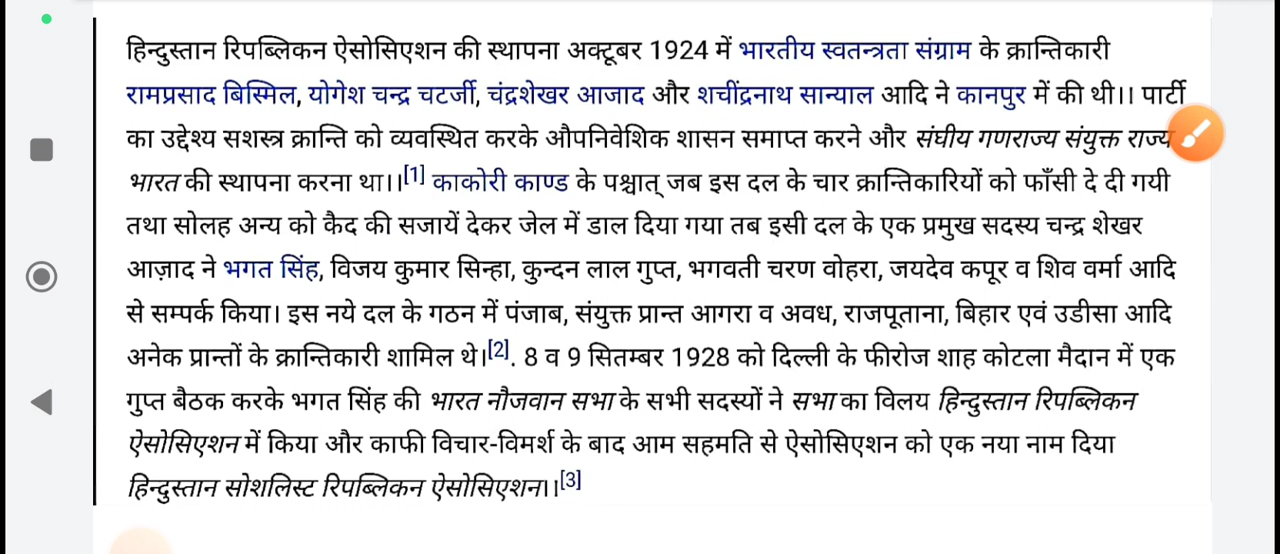 हिन्दुस्तान रिपब्लिकन ऐसोसिएशन की स्थापना अक्टूबर 1924 में भारतीय स्वतन्त्रता संग्राम के क्रान्तिकारी
रामप्रसाद बिस्मिल, योगेश चन्द्र चटर्जी, चंद्रशेखर आजाद और शचींद्रनाथ सान्याल आदि ने कानपुर में की थी।। पार्टी
का उद्देश्य सशस्त्र क्रान्ति को व्यवस्थित करके औपनिवेशिक शासन समाप्त करने और संघीय गणराज्य संयुक्त राज्य
भारत की स्थापना करना था।।[1] काकोरी काण्ड के पश्चात् जब इस दल के चार क्रान्तिकारियों को फाँसी दे दी गयी
तथा सोलह अन्य को कैद की सजायें देकर जेल में डाल दिया गया तब इसी दल के एक प्रमुख सदस्य चन्द्र शेखर
आज़ाद ने भगत सिंह, विजय कुमार सिन्हा, कुन्दन लाल गुप्त, भगवती चरण वोहरा, जयदेव कपूर व शिव वर्मा आदि
से सम्पर्क किया। इस नये दल के गठन में पंजाब, संयुक्त प्रान्त आगरा व अवध, राजपूताना, बिहार एवं उडीसा आदि
अनेक प्रान्तों के क्रान्तिकारी शामिल थे।[2]. 8 व 9 सितम्बर 1928 को दिल्ली के फीरोज शाह कोटला मैदान में एक
गुप्त बैठक करके भगत सिंह की भारत नौजवान सभा के सभी सदस्यों ने सभा का विलय हिन्दुस्तान रिपब्लिकन
ऐसोसिएशन में किया और काफी विचार-विमर्श के बाद आम सहमति से ऐसोसिएशन को एक नया नाम दिया
हिन्दुस्तान सोशलिस्ट रिपब्लिकन ऐसोसिएशन।।[3]